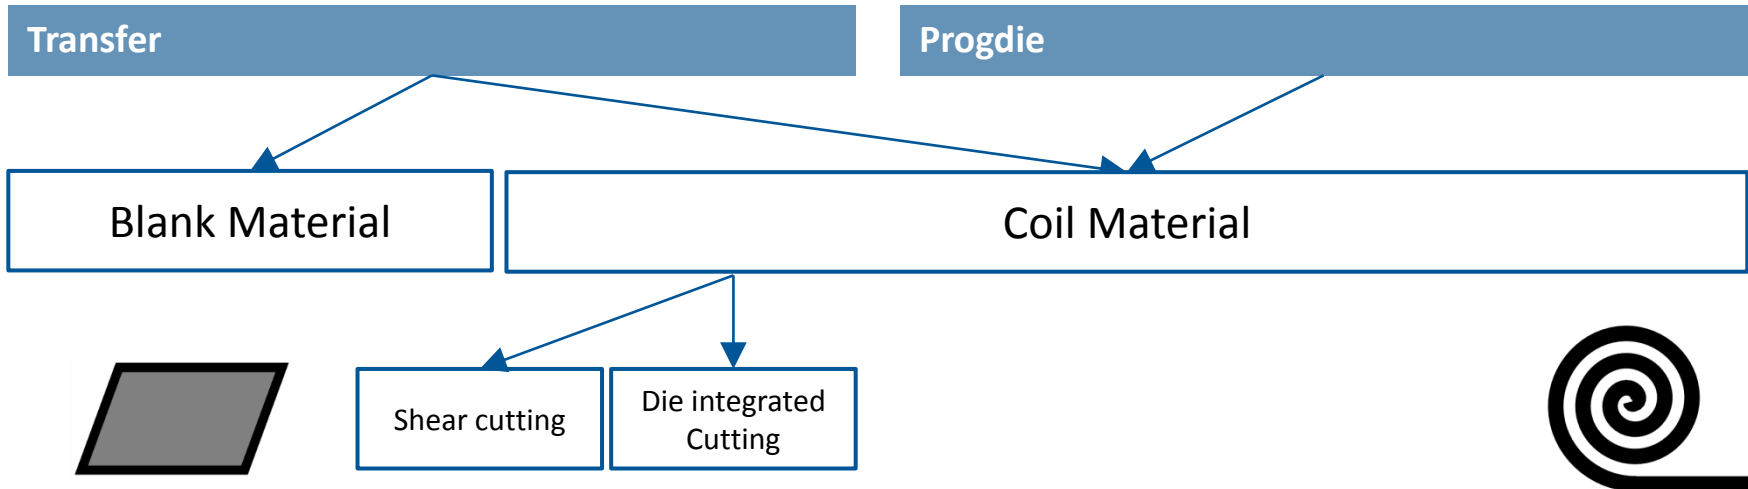 Transfer
Progdie
Blank Material
Coil Material
Shear cutting
Die integrated
Cutting